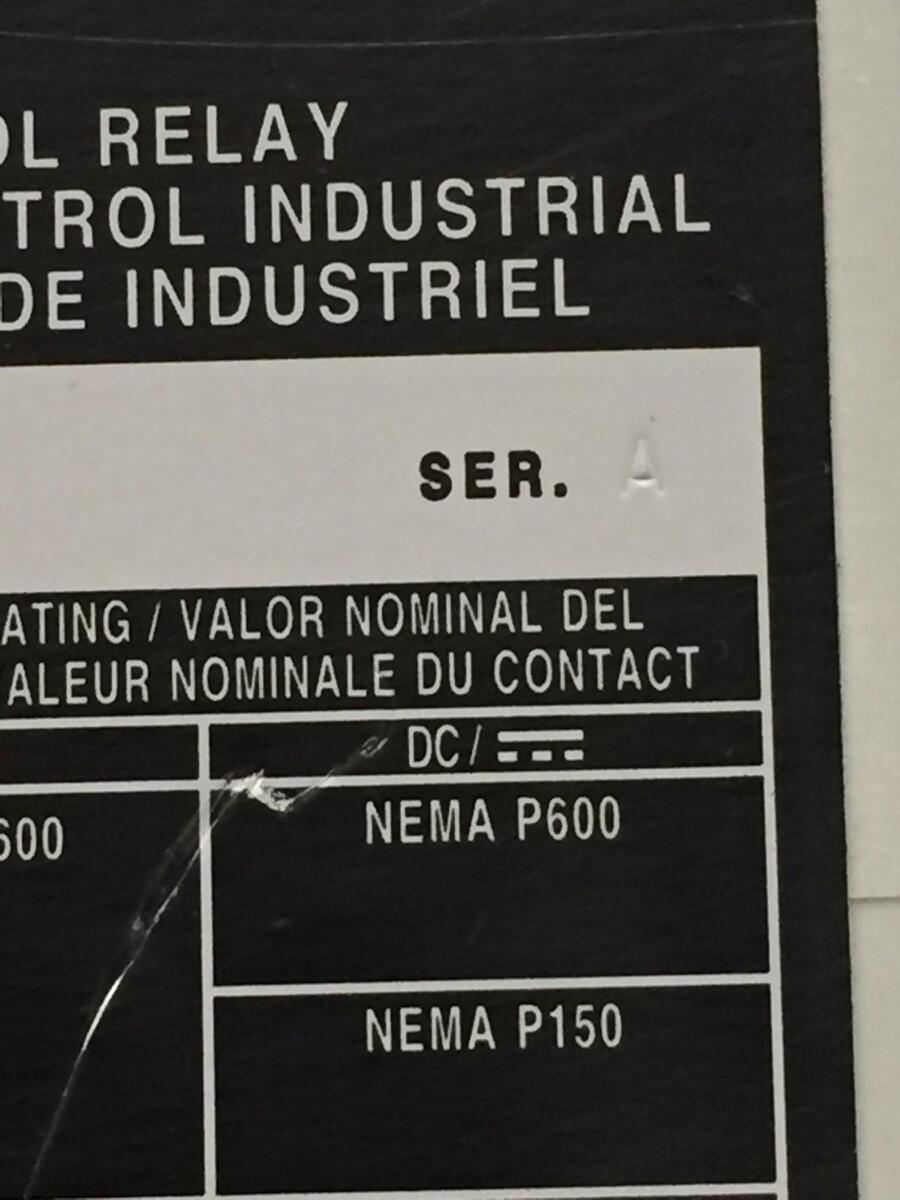 OL RELAY
TROL INDUSTRIAL
DE INDUSTRIEL
SER. A
ATING / VALOR NOMINAL DEL
ALEUR NOMINALE DU CONTACT
DC/
600
NEMA P600
NEMA P150